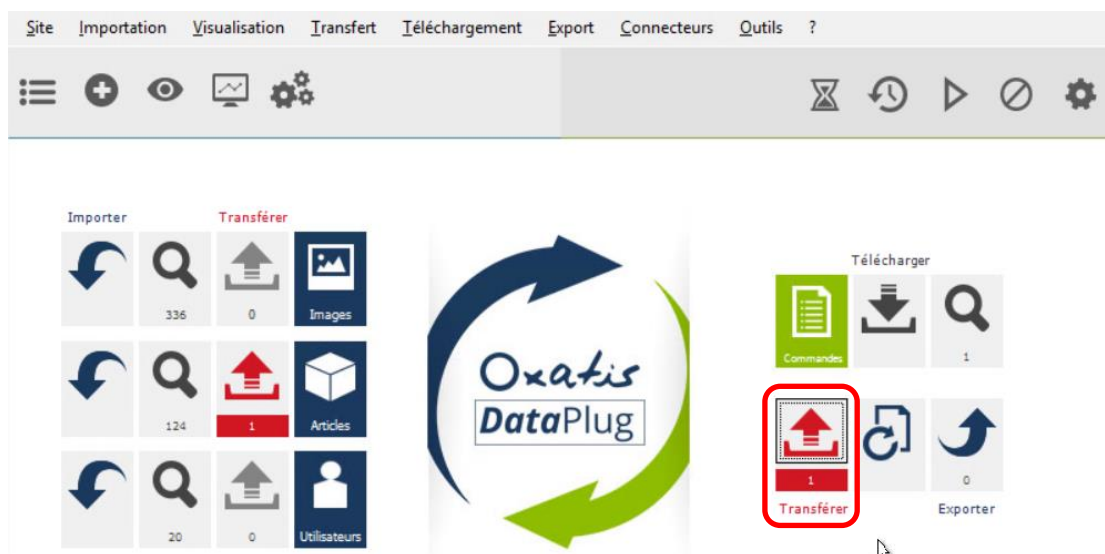 Site Importation Visualisation Transfert Téléchargement Export Connecteurs Outils ?
Importer Transférer
336 0 Images
124 1 Articles
20 0 Utilisateurs
Oxatis
DataPlug
Télécharger
Commandes 1
1 0
Transférer Exporter